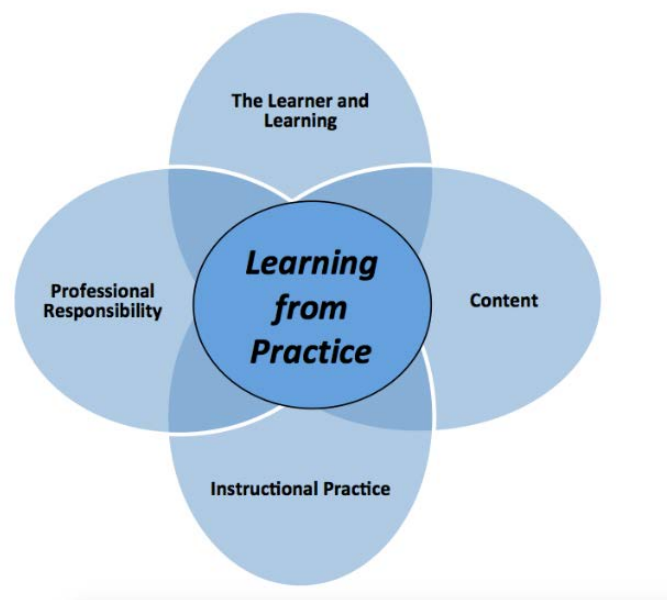 The Learner and
Learning
Professional
Responsibility
Learning
from
Practice
Content
Instructional Practice